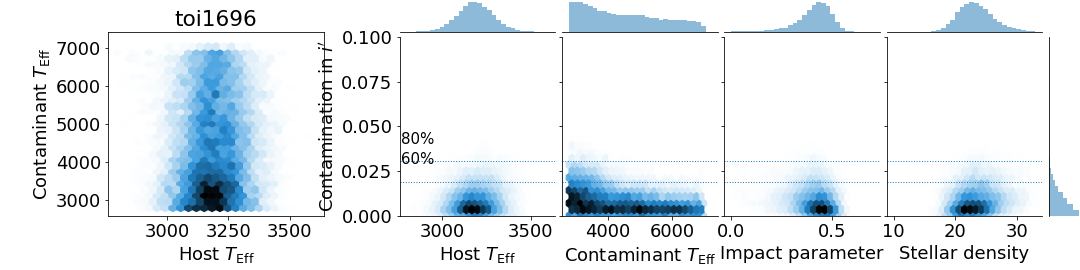 toi1696
Contaminant T_Eff
7000
6000
5000
4000
3000
3000 3250 3500
Host T_Eff
Contamination in i′
0.100
0.075
0.050
0.025
0.000
80%
60%
3000 3500
Host T_Eff
4000 6000
Contaminant T_Eff
0.0 0.5
Impact parameter
10 20 30
Stellar density